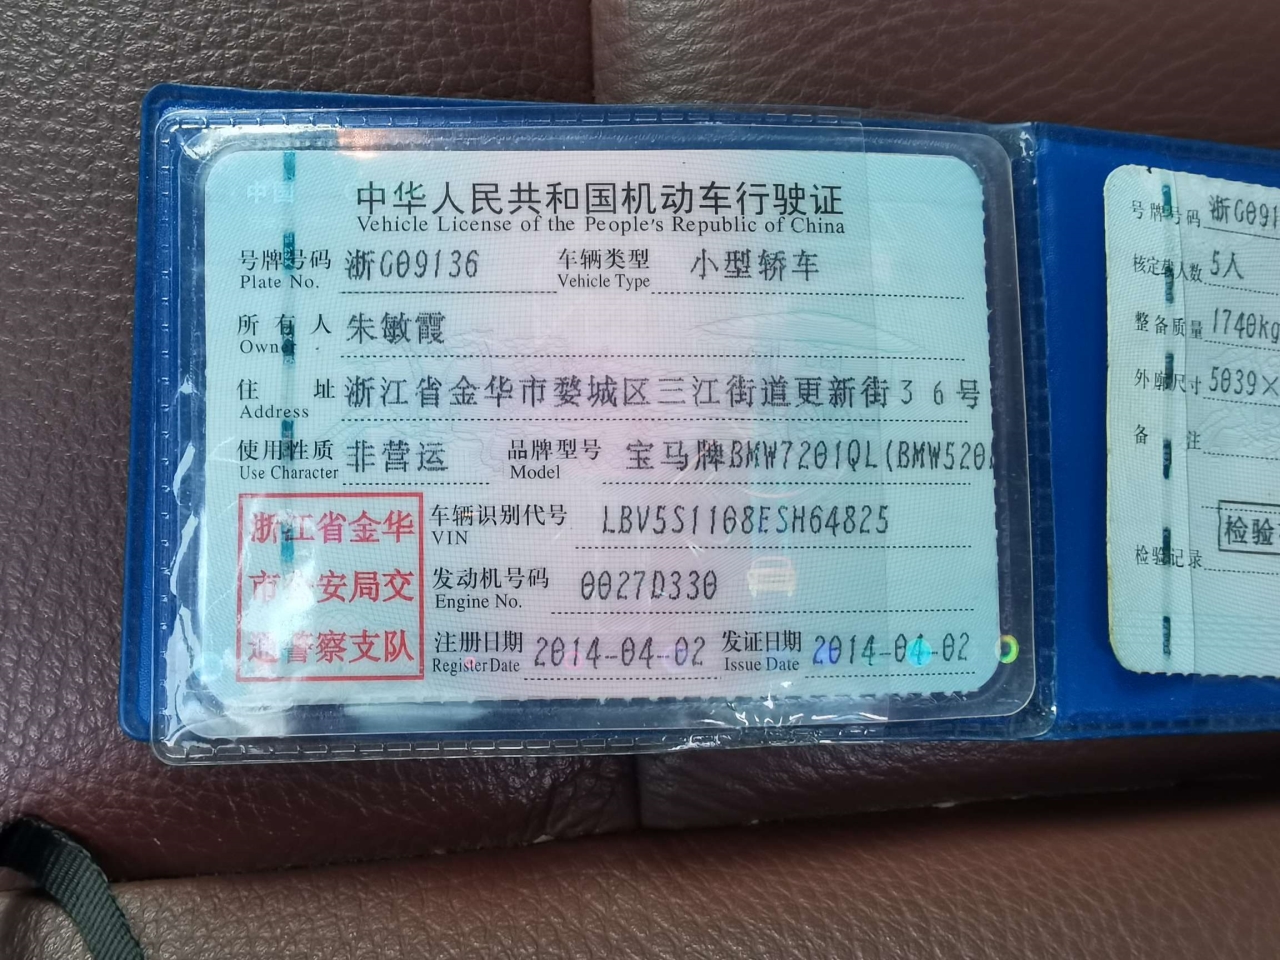 中华人民共和国机动车行驶证
Vehicle License of the People's Republic of China
号牌号码 浙G09136 车辆类型 小型轿车
Plate No. Vehicle Type
所有人 朱敏霞
Owner
住址 浙江省金华市婺城区三江街道更新街36号
Address
使用性质 非营运 品牌型号 宝马牌BMW7201QL(BMW520
Use Character Model
浙江省金华
市公安局交
通警察支队
车辆识别代号 LBV5S1108ESH64825
VIN
发动机号码 0027D330
Engine No.
注册日期 2014-04-02 发证日期 2014-04-02
Register Date Issue Date
号牌号码 浙G091
核定载人数 5人
整备质量 1740kg
外廓尺寸 5039×
备注
检验
检验记录